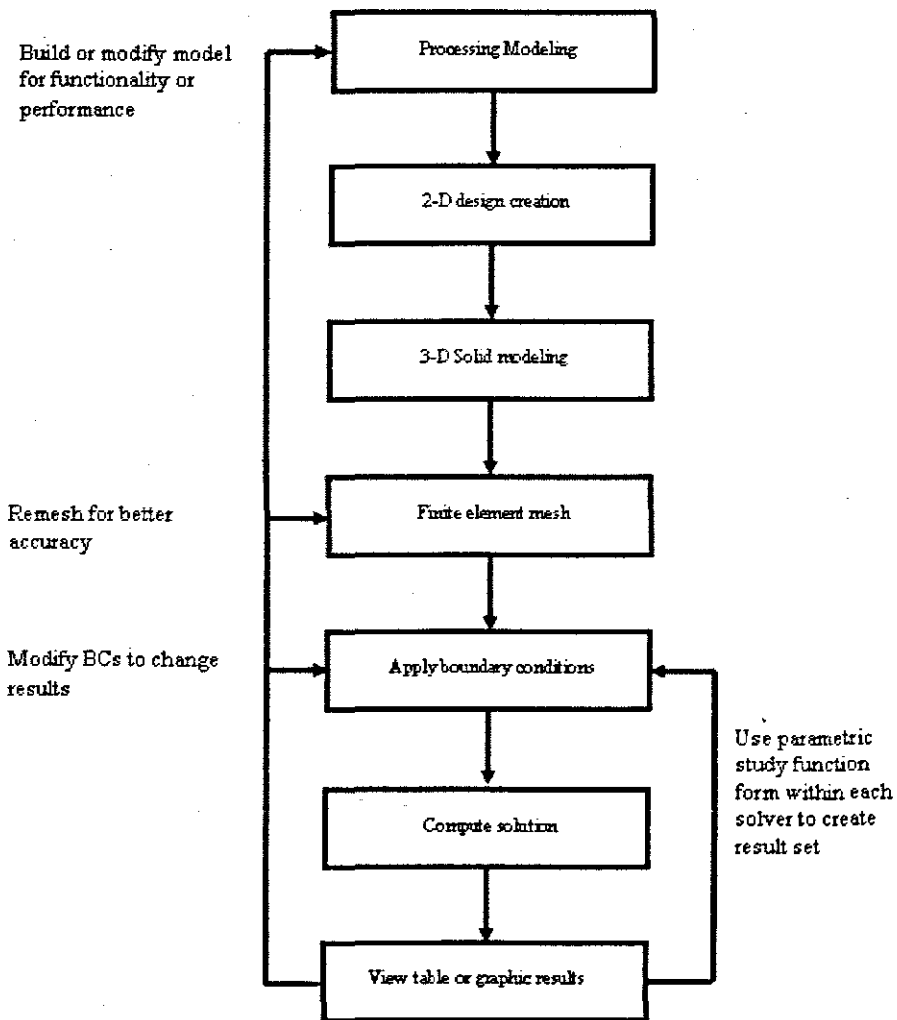 Build or modify model
for functionality or
performance
Processing Modeling
2-D design creation
3-D Solid modeling
Remesh for better
accuracy
Finite element mesh
Modify BCs to change
results
Apply boundary conditions
Use parametric
study function
form within each
solver to create
result set
Compute solution
View table or graphic results